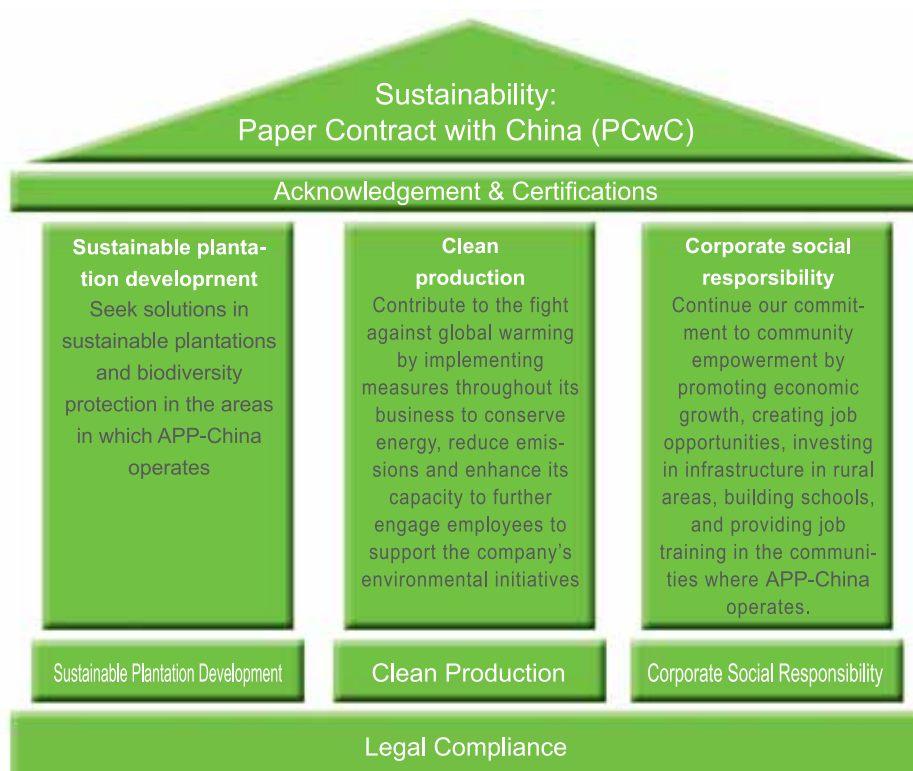 Sustainability:
Paper Contract with China (PCwC)
Acknowledgement & Certifications
Sustainable planta-
tion developrnent
Seek solutions in
sustainable plantations
and biodiversity
protection in the areas
in which APP-China
operates
Clean
production
Contribute to the fight
against global warming
by implementing
measures throughout its
business to conserve
energy, reduce emis-
sions and enhance its
capacity to further
engage employees to
support the company’s
environmental initiatives
Corporate social
resporsibility
Continue our commit-
ment to community
empowerment by
promoting economic
growth, creating job
opportunities, investing
in infrastructure in rural
areas, building schools,
and providing job
training in the communi-
ties where APP-China
operates.
Sustainable Plantation Development
Clean Production
Corporate Social Responsibility
Legal Compliance